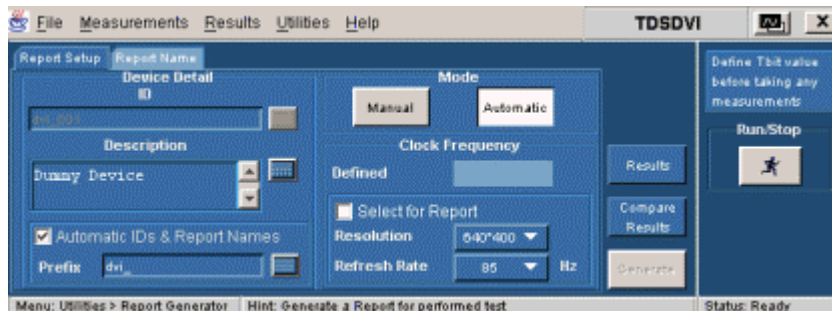 File Measurements Results Utilities Help TDSDVI X
Report Setup Report Name
Device Detail
ID
dvi_001
Description
Dummy Device
Automatic IDs & Report Names
Prefix dvi_
Mode
Manual Automatic
Clock Frequency
Defined
Select for Report
Resolution 640*400
Refresh Rate 85 Hz
Results
Compare
Results
Generate
Define Tbit value
before taking any
measurements
Run/Stop
Menu: Utilities > Report Generator Hint: Generate a Report for performed test Status: Ready